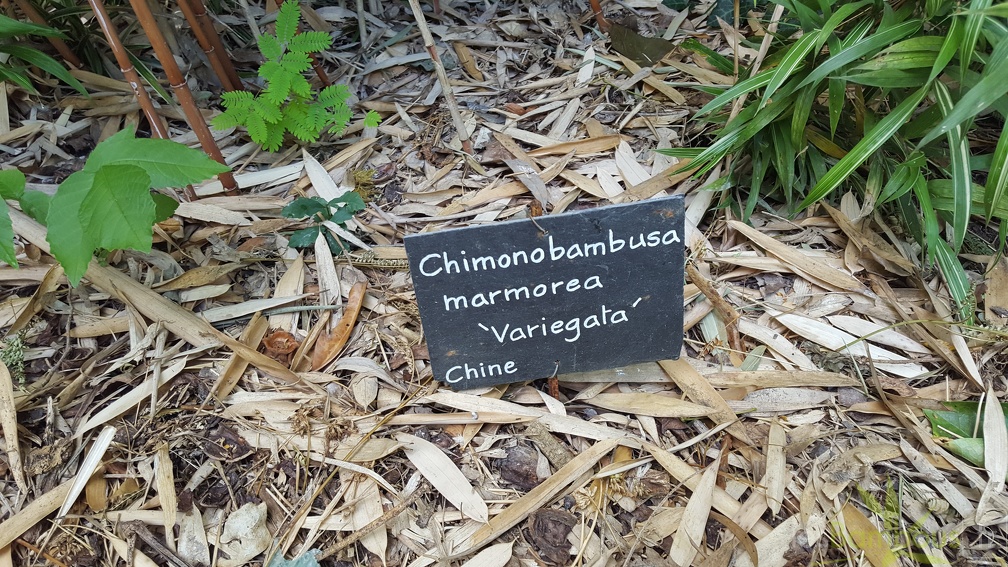 Chimonobambusa
marmorea
`Variegata´
Chine